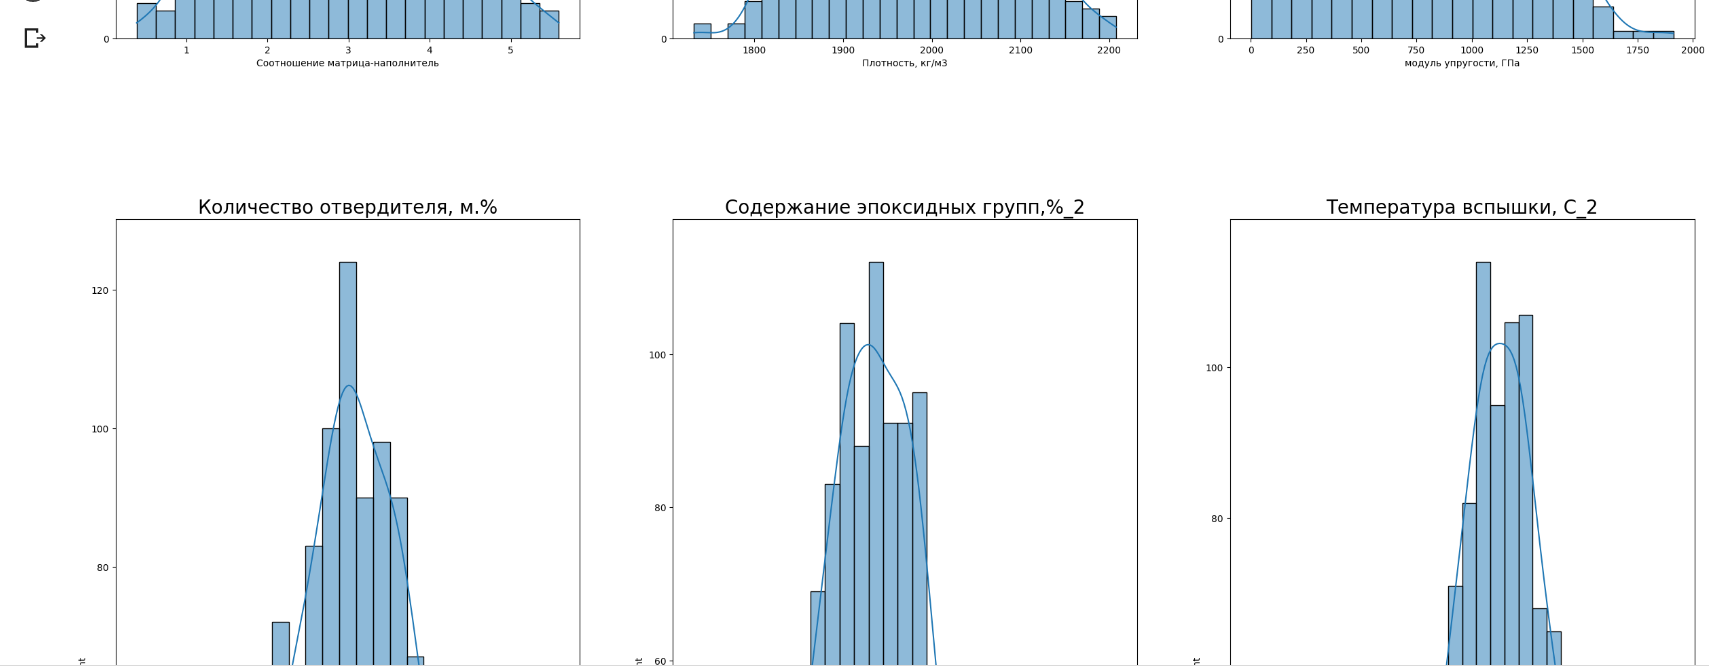 0
1 2 3 4 5
Соотношение матрица-наполнитель
0
1800 1900 2000 2100 2200
Плотность, кг/м3
0
0 250 500 750 1000 1250 1500 1750 2000
модуль упругости, ГПа
Количество отвердителя, м.%
120
100
80
Содержание эпоксидных групп,%_2
100
80
60
Температура вспышки, С_2
100
80